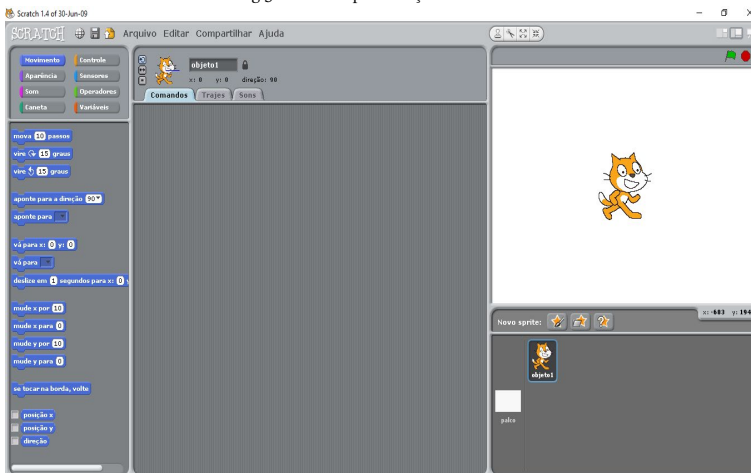 Scratch 1.4 of 30-Jun-09
SCRATCH Arquivo Editar Compartilhar Ajuda
Movimento Controle
Aparência Sensores
Som Operadores
Caneta Variáveis
objeto1
x: 0 y: 0 direção: 90
Comandos Trajes Sons
mova 10 passos
vire 15 graus
vire 15 graus
aponte para a direção 90
aponte para
vá para x: 0 y: 0
vá para
deslize em 1 segundos para x: 0 y
mude x por 10
mude x para 0
mude y por 10
mude y para 0
se tocar na borda, volte
posição x
posição y
direção
x: -683 y: 194
Novo sprite:
objeto1
palco